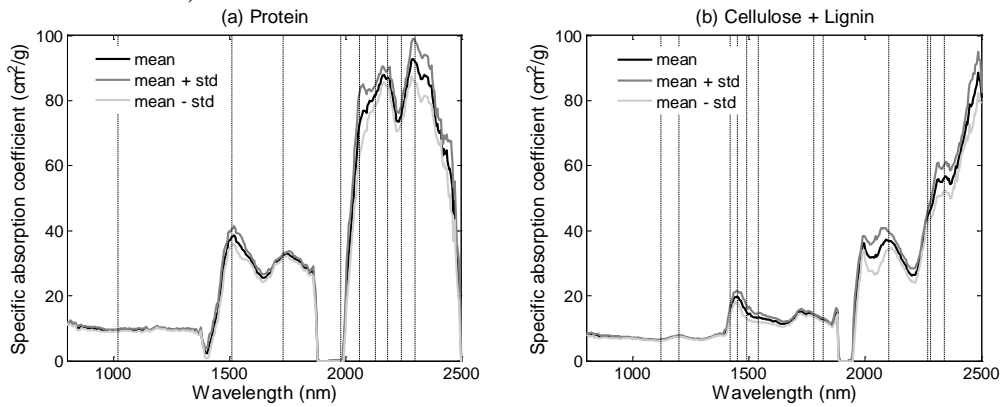 )
(a) Protein
Specific absorption coefficient (cm²/g)
100
80
60
40
20
0
mean
mean + std
mean - std
1000
1500
2000
2500
Wavelength (nm)
(b) Cellulose + Lignin
Specific absorption coefficient (cm²/g)
100
80
60
40
20
0
mean
mean + std
mean - std
1000
1500
2000
2500
Wavelength (nm)